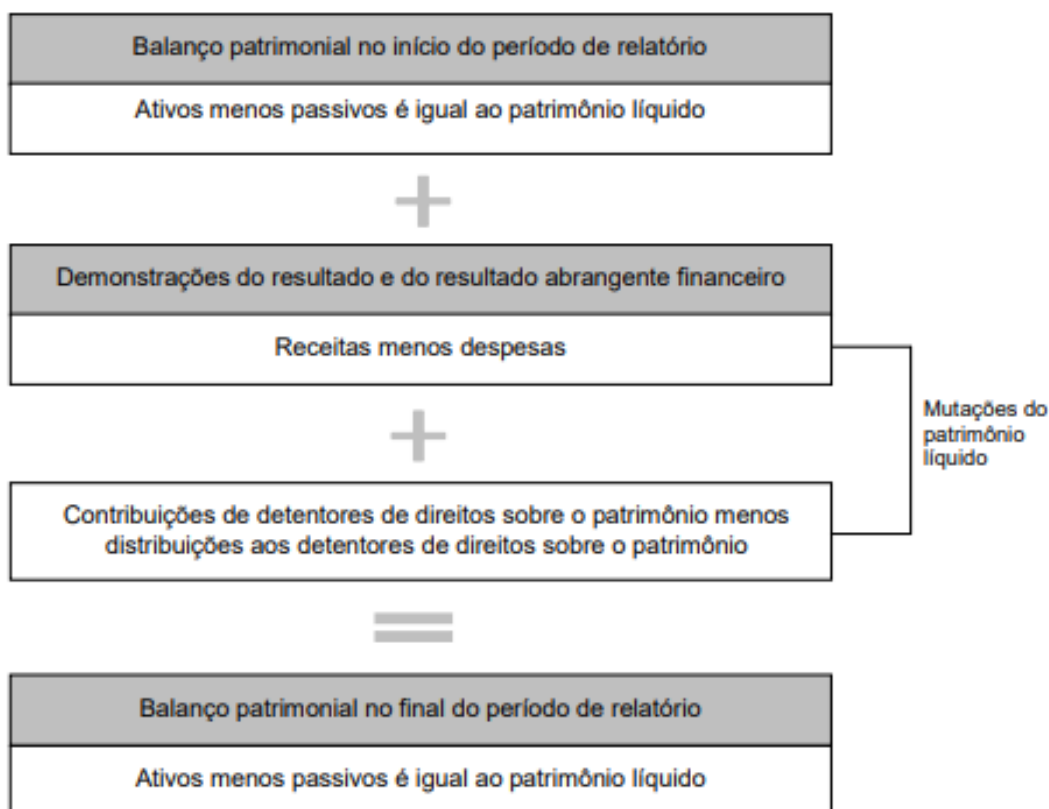 Balanço patrimonial no início do período de relatório
Ativos menos passivos é igual ao patrimônio líquido
+
Demonstrações do resultado e do resultado abrangente financeiro
Receitas menos despesas
+
Contribuições de detentores de direitos sobre o patrimônio menos
distribuições aos detentores de direitos sobre o patrimônio
Mutações do
patrimônio
líquido
=
Balanço patrimonial no final do período de relatório
Ativos menos passivos é igual ao patrimônio líquido